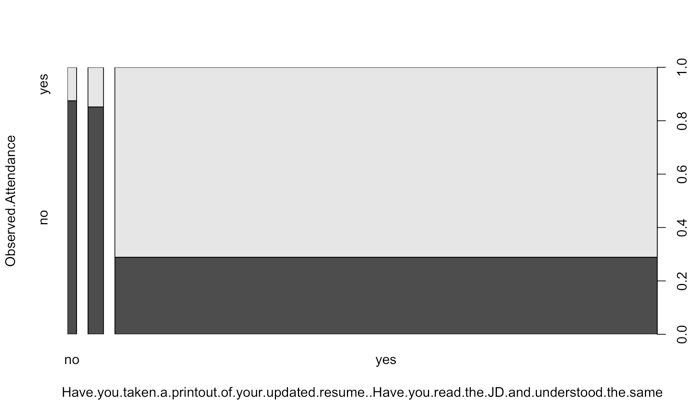 Observed.Attendance
yes
no
1.0
0.8
0.6
0.4
0.2
0.0
no yes
Have.you.taken.a.printout.of.your.updated.resume..Have.you.read.the.JD.and.understood.the.same